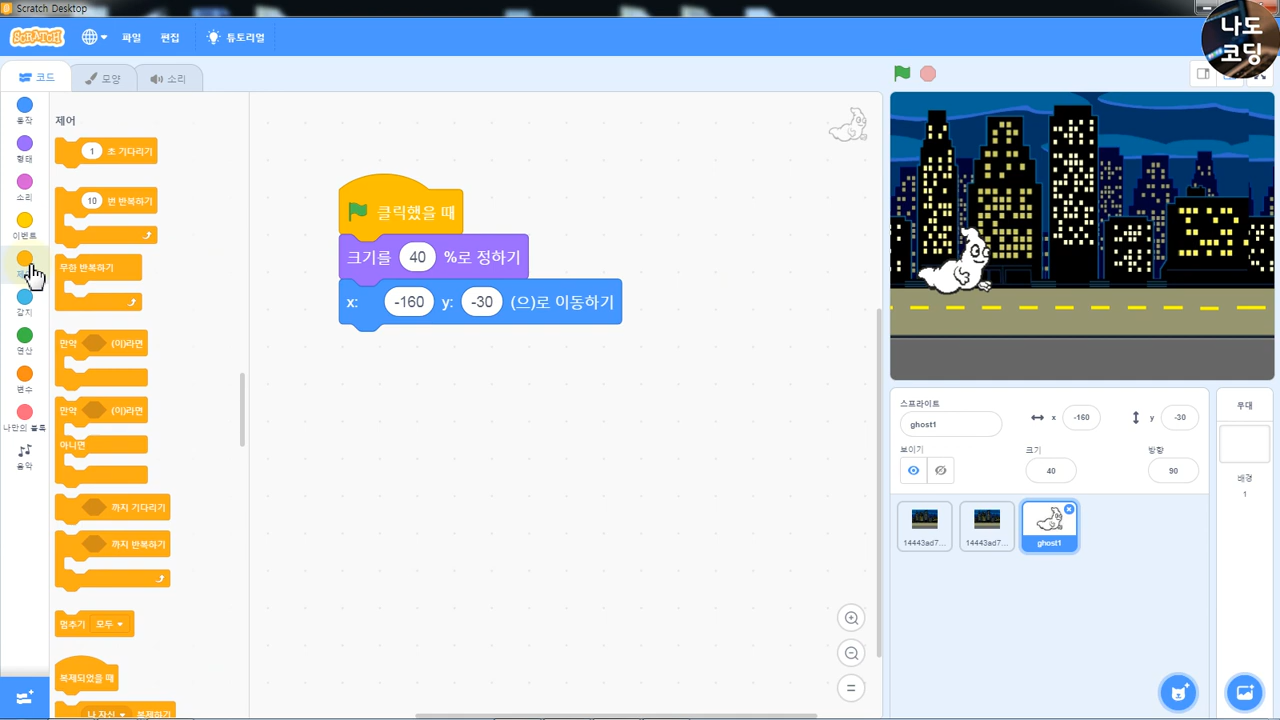 Scratch Desktop
나도
코딩
SCRATCH
파일
편집
튜토리얼
코드
모양
소리
동작
형태
소리
이벤트
감지
연산
변수
나만의 블록
음악
제어
1 초 기다리기
10 번 반복하기
무한 반복하기
만약 (이)라면
만약 (이)라면
아니면
까지 기다리기
까지 반복하기
멈추기 모두
복제되었을 때
나 자신 복제하기
클릭했을 때
크기를 40 %로 정하기
x: -160 y: -30 (으)로 이동하기
스프라이트
ghost1
x -160
y -30
보이기
크기
40
방향
90
14443ad7...
14443ad7...
ghost1
무대
배경
1